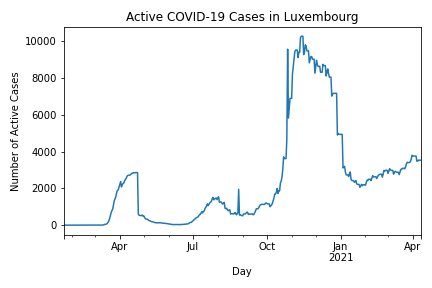 Active COVID-19 Cases in Luxembourg
10000
8000
6000
4000
2000
0
Number of Active Cases
Apr
Jul
Oct
Jan
2021
Apr
Day